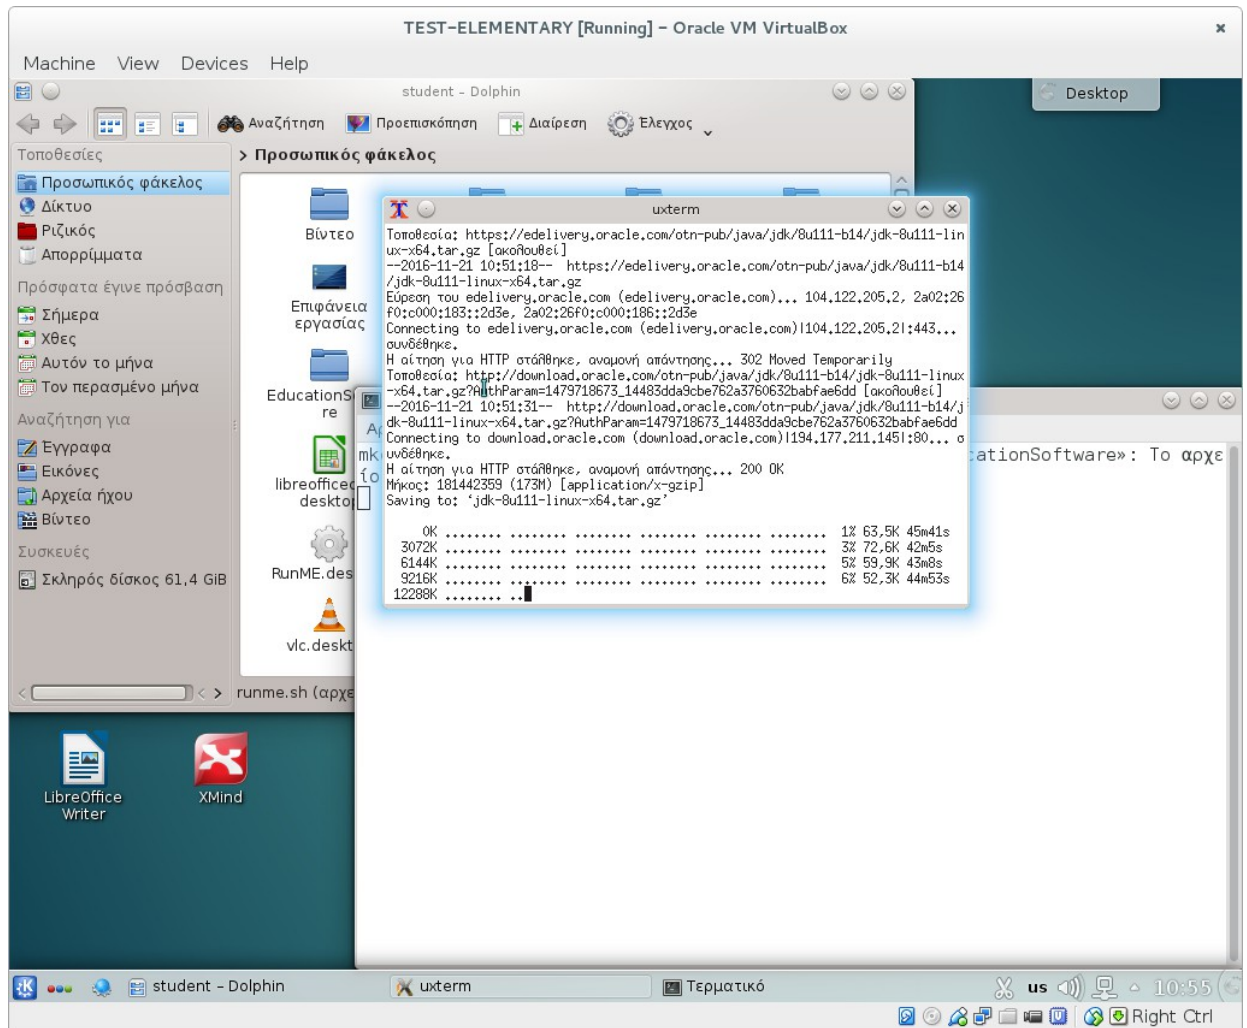 TEST-ELEMENTARY [Running] - Oracle VM VirtualBox
Machine View Devices Help
student - Dolphin
Desktop
Αναζήτηση Προεπισκόπηση Διαίρεση Έλεγχος
Τοποθεσίες
> Προσωπικός φάκελος
Προσωπικός φάκελος
Δίκτυο
Ριζικός
Απορρίμματα
Πρόσφατα έγινε πρόσβαση
Σήμερα
Χθες
Αυτόν το μήνα
Τον περασμένο μήνα
Αναζήτηση για
Έγγραφα
Εικόνες
Αρχεία ήχου
Βίντεο
Συσκευές
Σκληρός δίσκος 61,4 GiB
Βίντεο
Επιφάνεια
εργασίας
EducationS
re
libreofficec
desktop
RunME.des
vlc.deskt
runme.sh (αρχε
uxterm
Τοποθεσία: https://edelivery.oracle.com/otn-pub/java/jdk/8u111-b14/jdk-8u111-lin
ux-x64.tar.gz [ακολουθεί]
--2016-11-21 10:51:18-- https://edelivery.oracle.com/otn-pub/java/jdk/8u111-b14
/jdk-8u111-linux-x64.tar.gz
Εύρεση του edelivery.oracle.com (edelivery.oracle.com)... 104.122.205.2, 2a02:26
f0:c000:183::2d3e, 2a02:26f0:c000:186::2d3e
Connecting to edelivery.oracle.com (edelivery.oracle.com)|104.122.205.2|:443...
συνδέθηκε.
Η αίτηση για HTTP στάλθηκε, αναμονή απάντησης... 302 Moved Temporarily
Τοποθεσία: http://download.oracle.com/otn-pub/java/jdk/8u111-b14/jdk-8u111-linux
-x64.tar.gz?AuthParam=1479718673_14483dda9cbe762a3760632babfae6dd [ακολουθεί]
--2016-11-21 10:51:31-- http://download.oracle.com/otn-pub/java/jdk/8u111-b14/j
dk-8u111-linux-x64.tar.gz?AuthParam=1479718673_14483dda9cbe762a3760632babfae6dd
Connecting to download.oracle.com (download.oracle.com)|194.177.211.145|:80... σ
υνδέθηκε.
Η αίτηση για HTTP στάλθηκε, αναμονή απάντησης... 200 OK
Μήκος: 181442359 (173M) [application/x-gzip]
Saving to: ‘jdk-8u111-linux-x64.tar.gz’
0K ........ ........ ........ ........ ........ ........ 1% 63,5K 45m41s
3072K ........ ........ ........ ........ ........ ........ 3% 72,6K 42m5s
6144K ........ ........ ........ ........ ........ ........ 5% 59,9K 43m8s
9216K ........ ........ ........ ........ ........ ........ 6% 52,3K 44m53s
12288K ........ ..
cationSoftware»: Το αρχε
ίο
LibreOffice
Writer
XMind
student - Dolphin
uxterm
Τερματικό
us
10:55
Right Ctrl